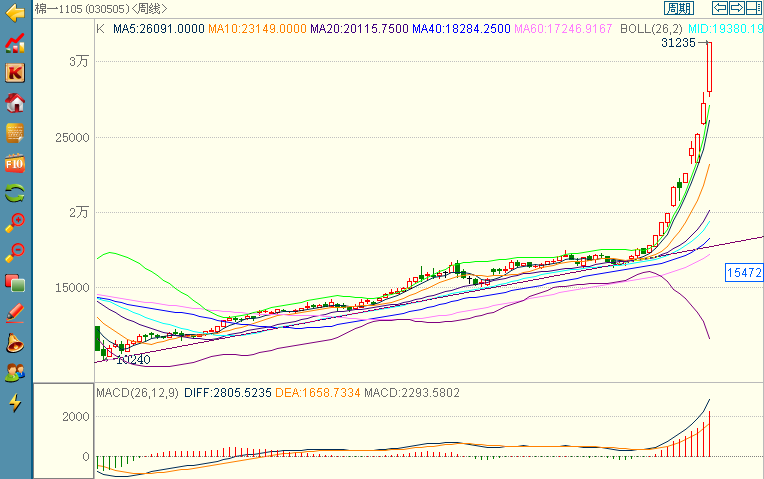 棉一1105 (030505) <周线> 周期
K MA5:26091.0000 MA10:23149.0000 MA20:20115.7500 MA40:18284.2500 MA60:17246.9167 BOLL(26,2) MID:19380.19
31235
3万
25000
2万
15472
15000
10240
MACD(26,12,9) DIFF:2805.5235 DEA:1658.7334 MACD:2293.5802
2000
0
F10